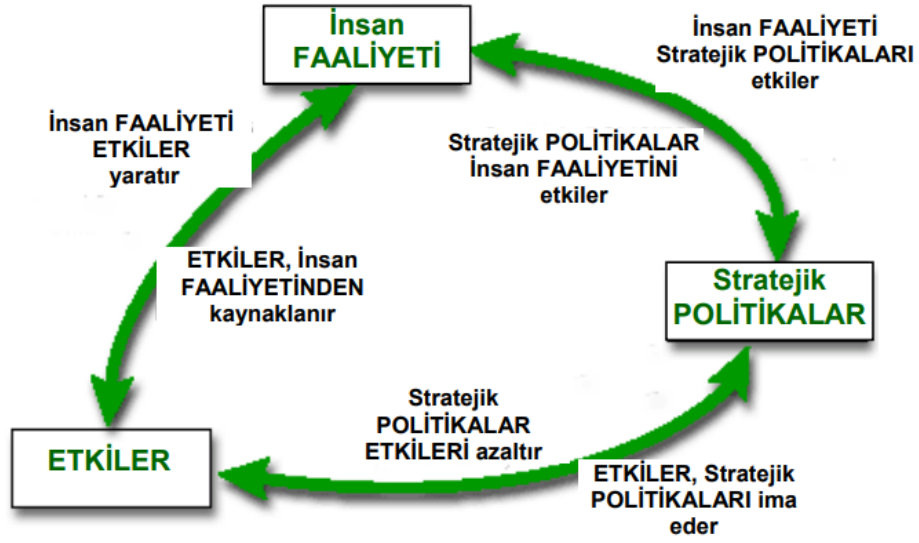 İnsan
FAALİYETİ
İnsan FAALİYETİ
Stratejik POLİTİKALARI
etkiler
İnsan FAALİYETİ
ETKİLER
yaratır
Stratejik POLİTİKALAR
İnsan FAALİYETİNİ
etkiler
ETKİLER, İnsan
FAALİYETİNDEN
kaynaklanır
Stratejik
POLİTİKALAR
Stratejik
POLİTİKALAR
ETKİLERİ azaltır
ETKİLER
ETKİLER, Stratejik
POLİTİKALARI ima
eder